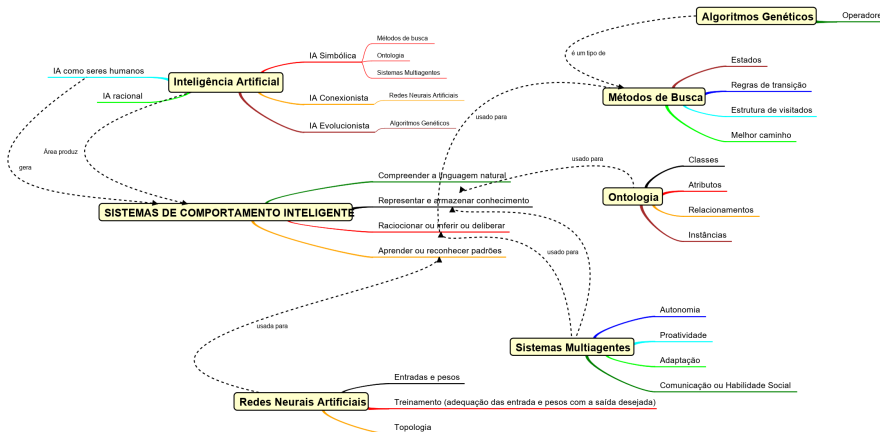 Algoritmos Genéticos
Operadore
é um tipo de
IA Simbólica
Métodos de busca
Ontologia
Sistemas Multiagentes
IA como seres humanos
Inteligência Artificial
IA racional
IA Conexionista
Redes Neurais Artificiais
IA Evolucionista
Algoritmos Genéticos
usado para
Estados
Métodos de Busca
Regras de transição
Estrutura de visitados
Melhor caminho
Área produz
gera
usado para
Compreender a linguagem natural
SISTEMAS DE COMPORTAMENTO INTELIGENTE
Representar e armazenar conhecimento
Raciocionar ou inferir ou deliberar
Aprender ou reconhecer padrões
Classes
Ontologia
Atributos
Relacionamentos
Instâncias
usado para
usada para
Autonomia
Sistemas Multiagentes
Proatividade
Adaptação
Comunicação ou Habilidade Social
Entradas e pesos
Redes Neurais Artificiais
Treinamento (adequação das entrada e pesos com a saída desejada)
Topologia